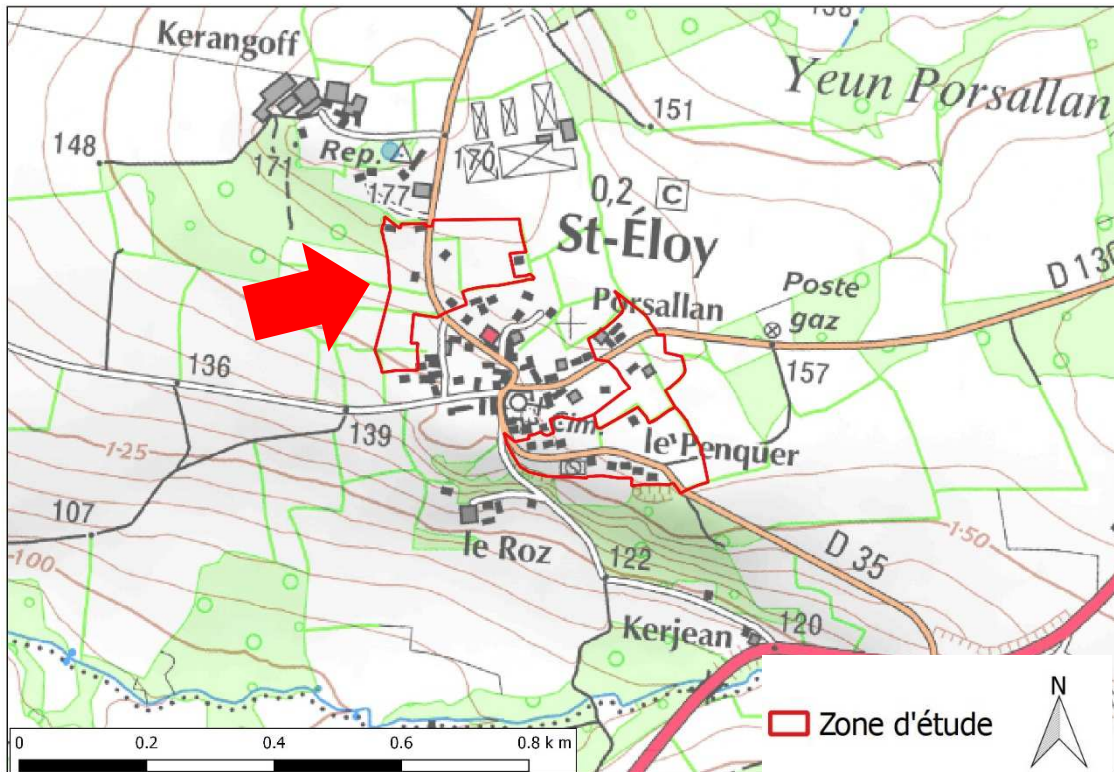 138
Kerangoff
Yeun Porsallan
151
148
Rep.
170
171
177
0,2 C
St-Éloy
D 130
Porsallan
Poste
gaz
136
157
139
Cim.
le Penquer
125
107
le Roz
122
D 35
150
100
Kerjean
120
N
Zone d'étude
0 0.2 0.4 0.6 0.8 k m